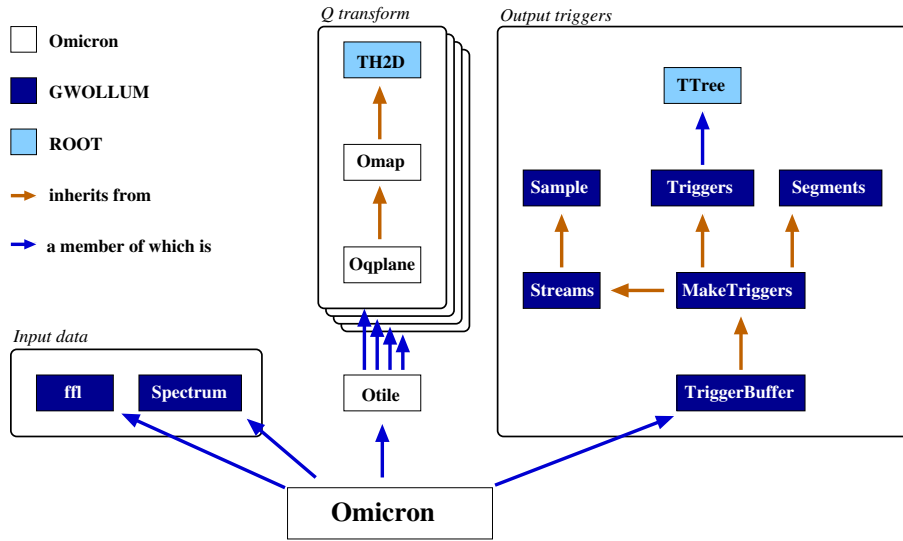 Omicron
GWOLLUM
ROOT
inherits from
a member of which is
Q transform
TH2D
Omap
Oqplane
Output triggers
TTree
Sample
Triggers
Segments
Streams
MakeTriggers
TriggerBuffer
Input data
ffl
Spectrum
Otile
Omicron